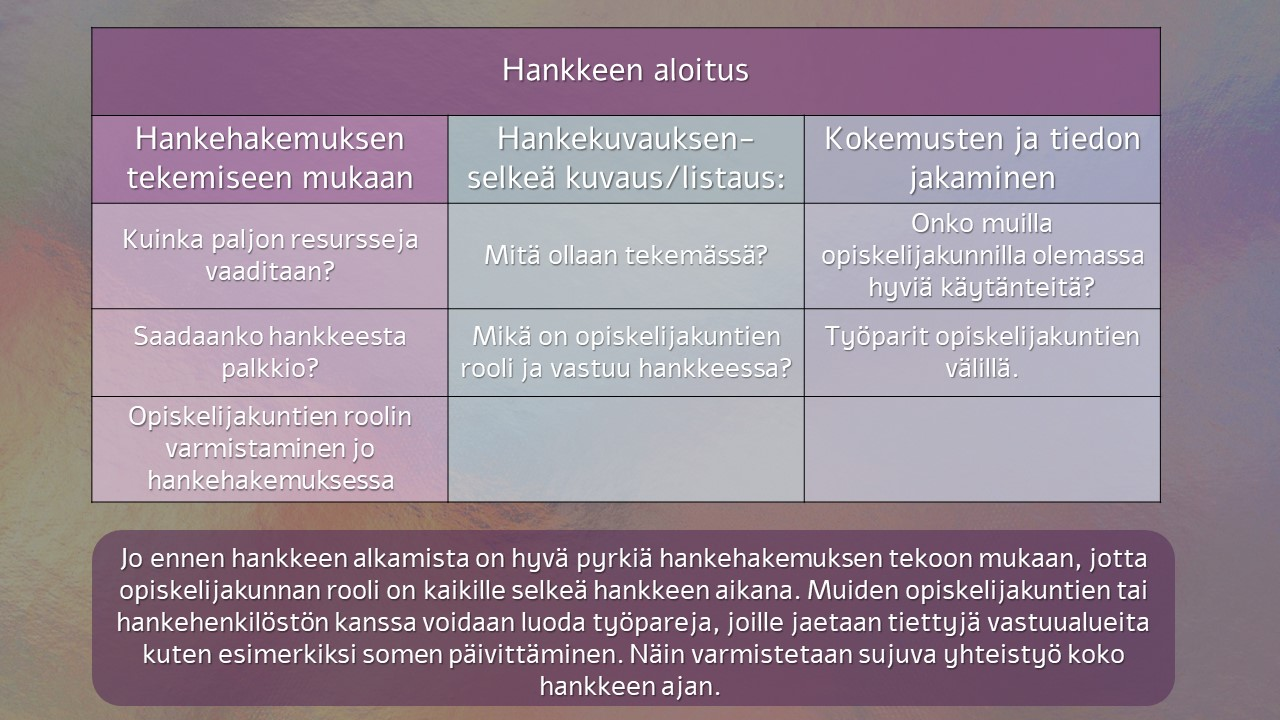 Hankkeen aloitus
Hankehakemuksen
tekemiseen mukaan
Hankekuvauksen-
selkeä kuvaus/listaus:
Kokemusten ja tiedon
jakaminen
Kuinka paljon resursseja
vaaditaan?
Mitä ollaan tekemässä?
Onko muilla
opiskelijakunnilla olemassa
hyviä käytänteitä?
Saadaanko hankkeesta
palkkio?
Mikä on opiskelijakuntien
rooli ja vastuu hankkeessa?
Työparit opiskelijakuntien
välillä.
Opiskelijakuntien roolin
varmistaminen jo
hankehakemuksessa
Jo ennen hankkeen alkamista on hyvä pyrkiä hankehakemuksen tekoon mukaan, jotta
opiskelijakunnan rooli on kaikille selkeä hankkeen aikana. Muiden opiskelijakuntien tai
hankehenkilöstön kanssa voidaan luoda työpareja, joille jaetaan tiettyjä vastuualueita
kuten esimerkiksi somen päivittäminen. Näin varmistetaan sujuva yhteistyö koko
hankkeen ajan.